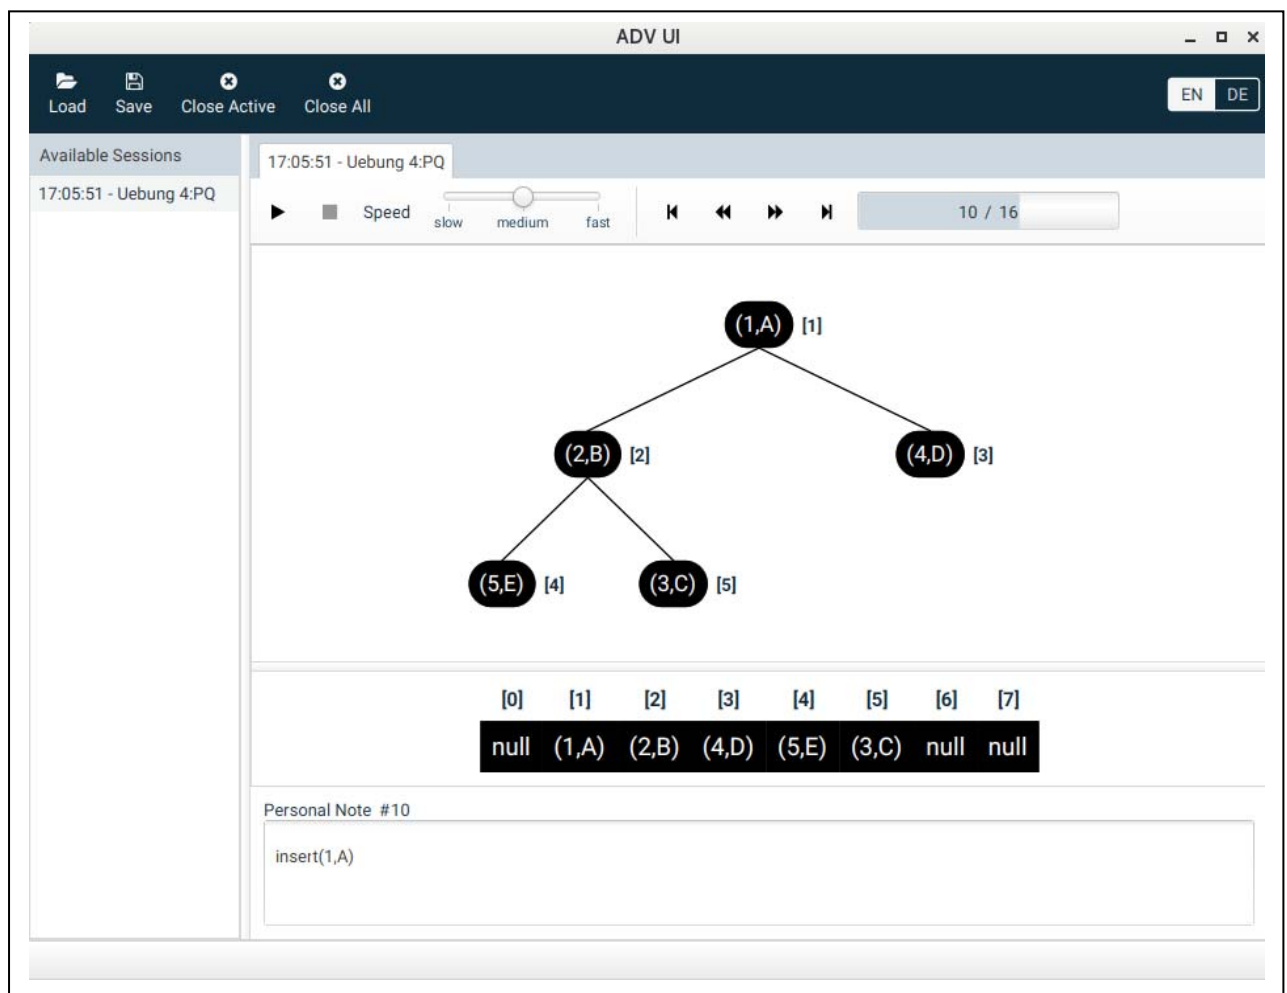 ADV UI
Load Save Close Active Close All EN DE
Available Sessions
17:05:51 - Uebung 4:PQ
17:05:51 - Uebung 4:PQ
Speed slow medium fast 10 / 16
(1,A) [1]
(2,B) [2] (4,D) [3]
(5,E) [4] (3,C) [5]
[0] [1] [2] [3] [4] [5] [6] [7]
null (1,A) (2,B) (4,D) (5,E) (3,C) null null
Personal Note #10
insert(1,A)